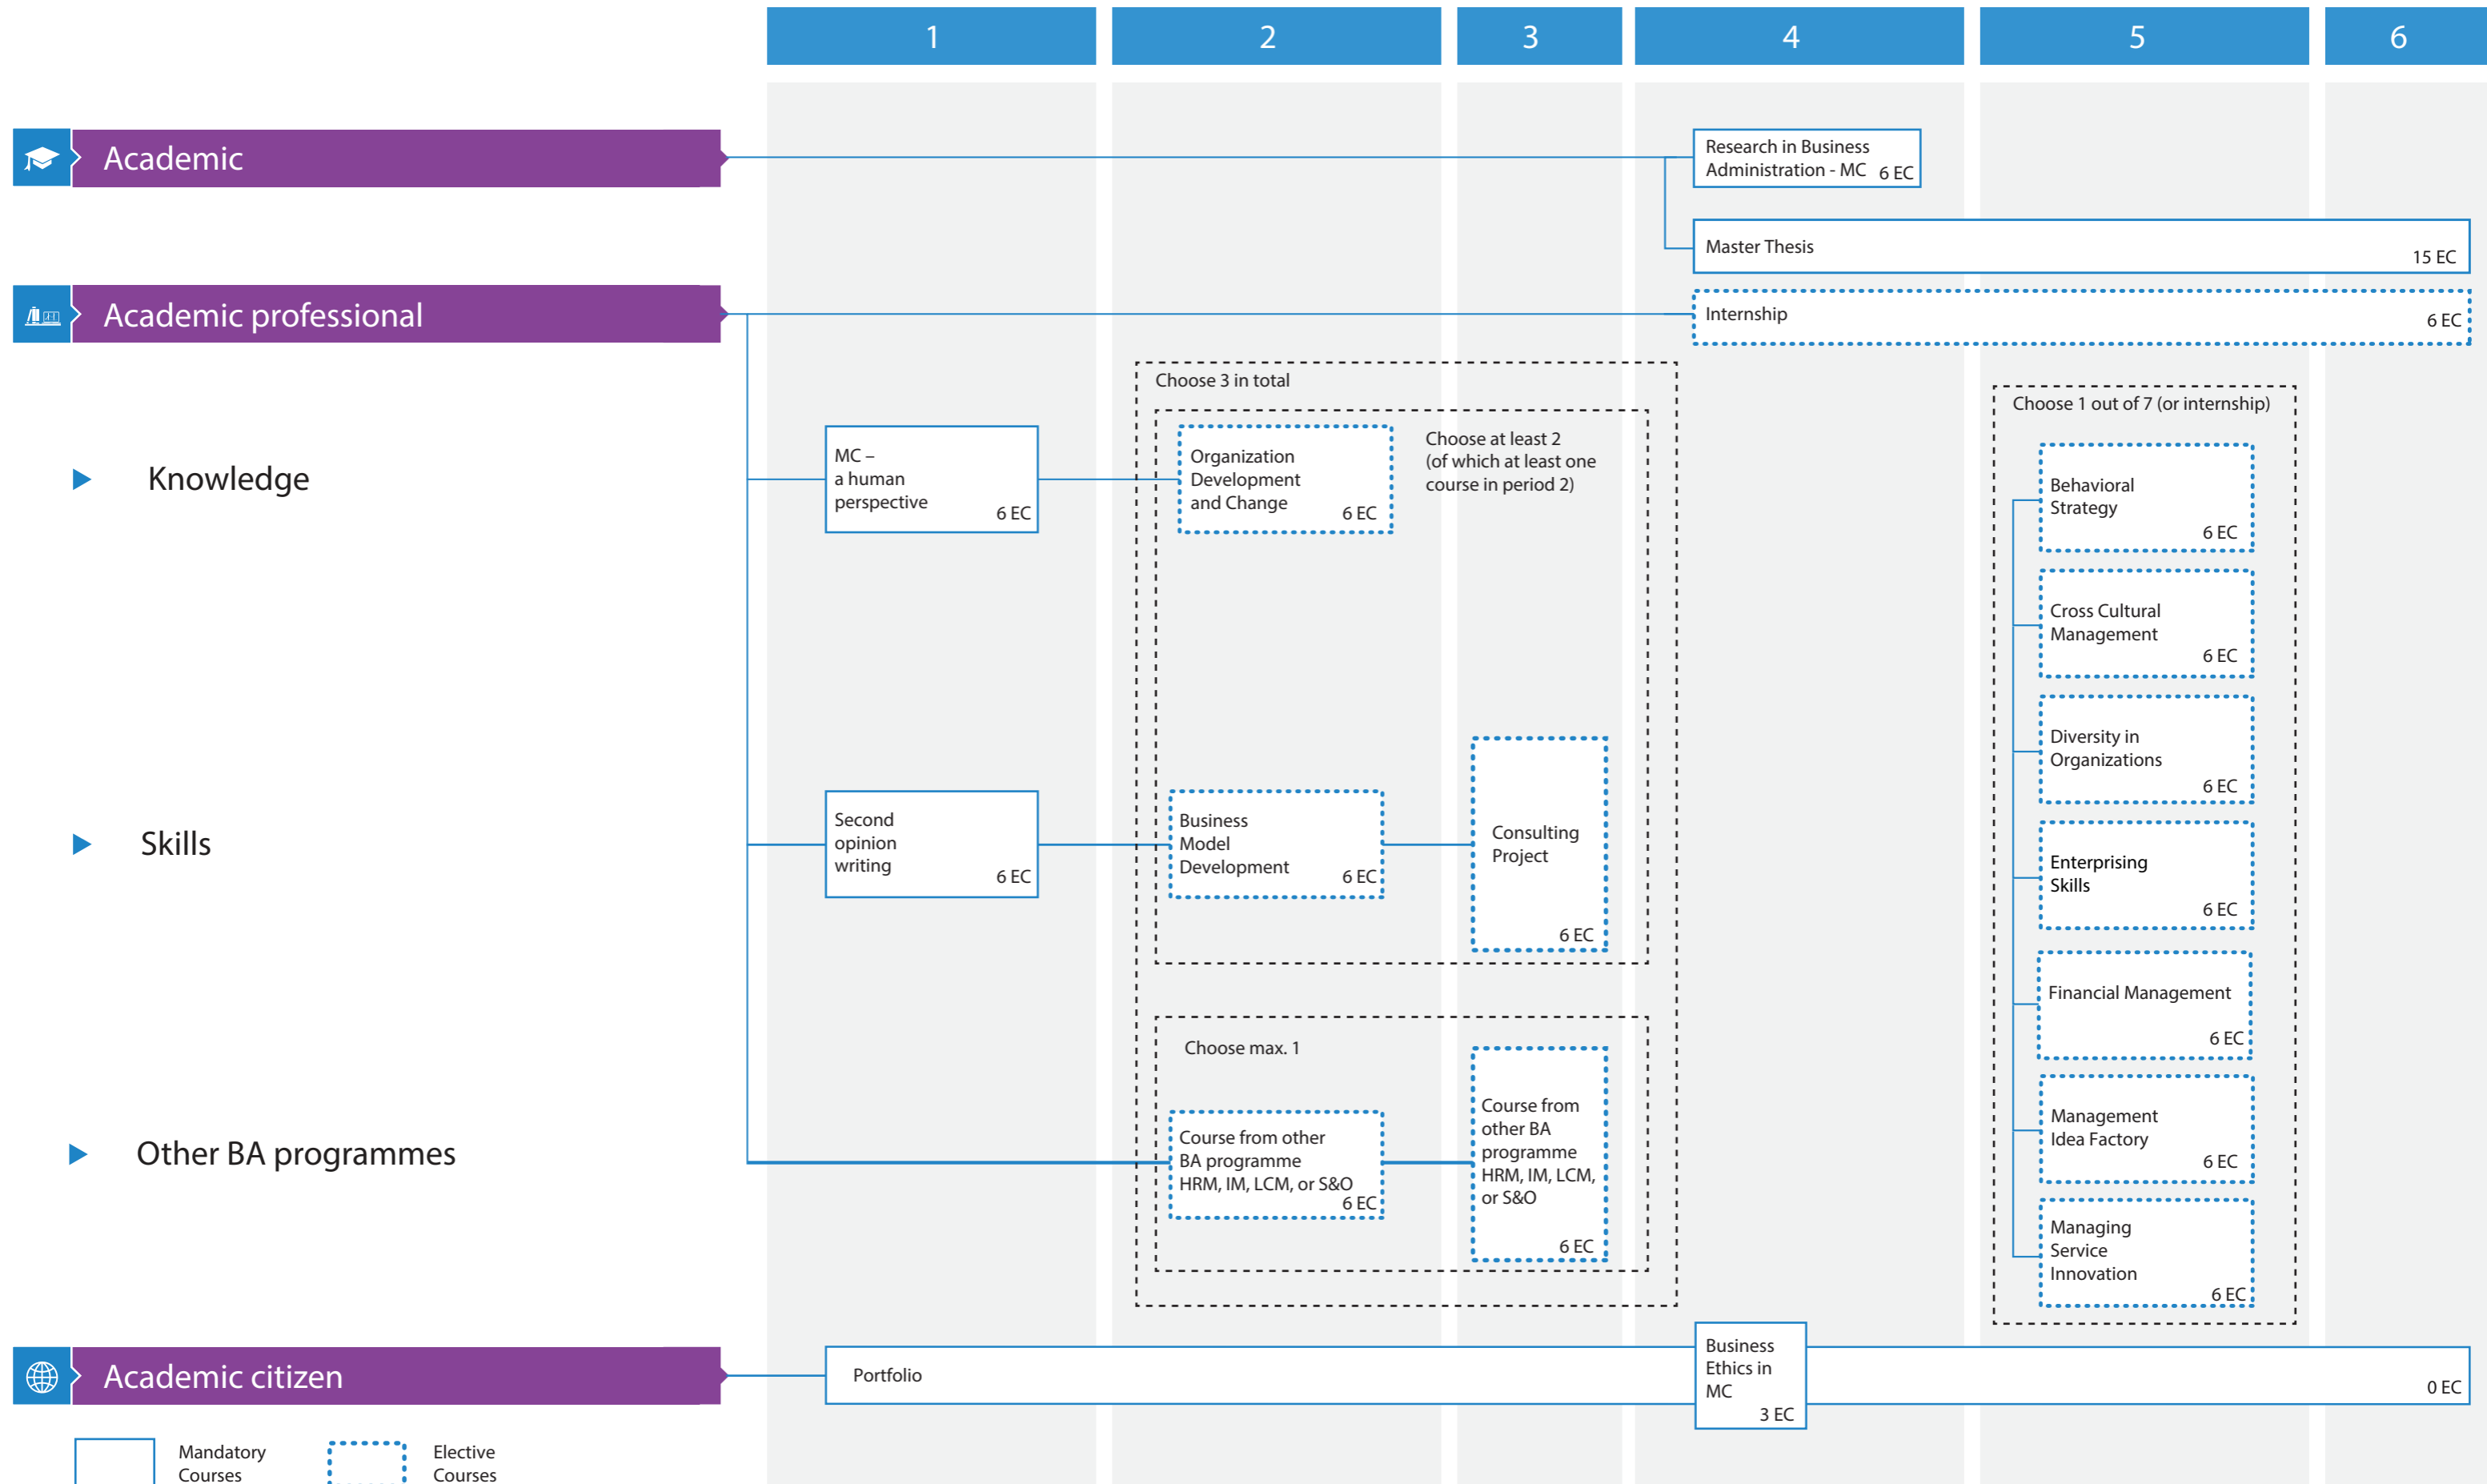 1
2
3
4
5
6
Academic
Research in Business
Administration - MC 6 EC
Master Thesis
15 EC
Academic professional
Internship
6 EC
Choose 3 in total
Choose at least 2
(of which at least one
course in period 2)
Choose 1 out of 7 (or internship)
Knowledge
MC –
a human
perspective
6 EC
Organization
Development
and Change
6 EC
Behavioral
Strategy
6 EC
Cross Cultural
Management
6 EC
Diversity in
Organizations
6 EC
Skills
Second
opinion
writing
6 EC
Business
Model
Development
6 EC
Consulting
Project
6 EC
Enterprising
Skills
6 EC
Financial Management
6 EC
Choose max. 1
Other BA programmes
Course from other
BA programme
HRM, IM, LCM, or S&O
6 EC
Course from
other BA
programme
HRM, IM, LCM,
or S&O
6 EC
Management
Idea Factory
6 EC
Managing
Service
Innovation
6 EC
Academic citizen
Portfolio
Business
Ethics in
MC
3 EC
0 EC
Mandatory
Courses
Elective
Courses